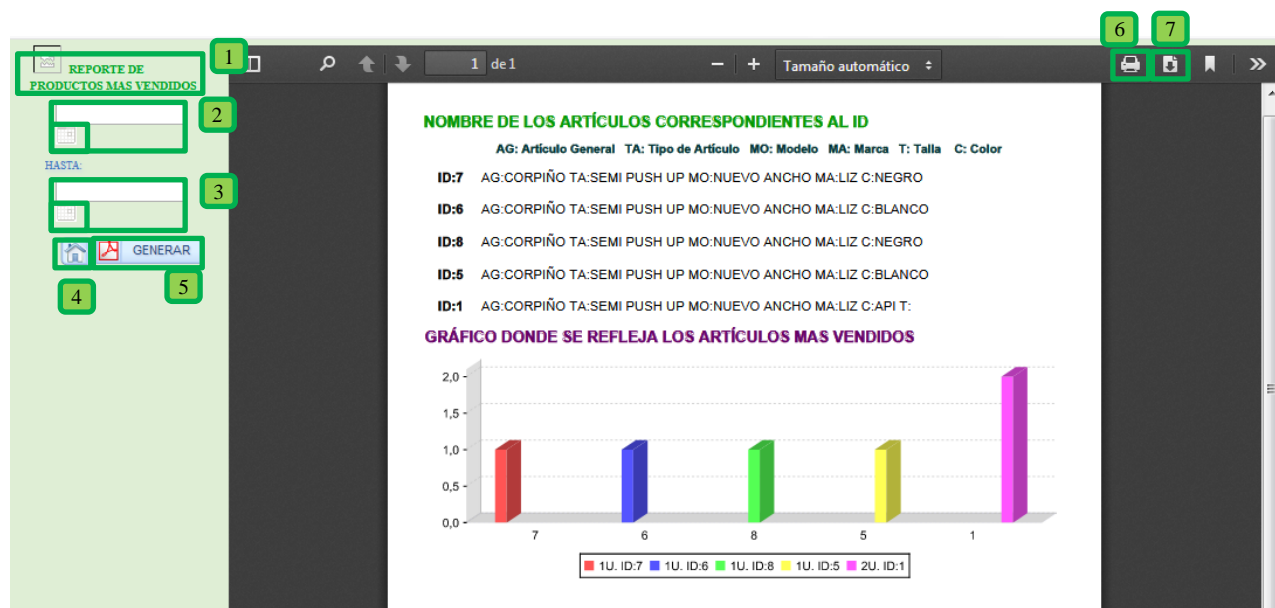 1
6
7
REPORTE DE
PRODUCTOS MAS VENDIDOS
2
HASTA:
3
GENERAR
4
5
1 de 1
Tamaño automático
NOMBRE DE LOS ARTÍCULOS CORRESPONDIENTES AL ID
AG: Artículo General TA: Tipo de Artículo MO: Modelo MA: Marca T: Talla C: Color
ID:7 AG:CORPIÑO TA:SEMI PUSH UP MO:NUEVO ANCHO MA:LIZ C:NEGRO
ID:6 AG:CORPIÑO TA:SEMI PUSH UP MO:NUEVO ANCHO MA:LIZ C:BLANCO
ID:8 AG:CORPIÑO TA:SEMI PUSH UP MO:NUEVO ANCHO MA:LIZ C:NEGRO
ID:5 AG:CORPIÑO TA:SEMI PUSH UP MO:NUEVO ANCHO MA:LIZ C:BLANCO
ID:1 AG:CORPIÑO TA:SEMI PUSH UP MO:NUEVO ANCHO MA:LIZ C:API T:
GRÁFICO DONDE SE REFLEJA LOS ARTÍCULOS MAS VENDIDOS
2,0
1,5
1,0
0,5
0,0
7 6 8 5 1
1U. ID:7 1U. ID:6 1U. ID:8 1U. ID:5 2U. ID:1